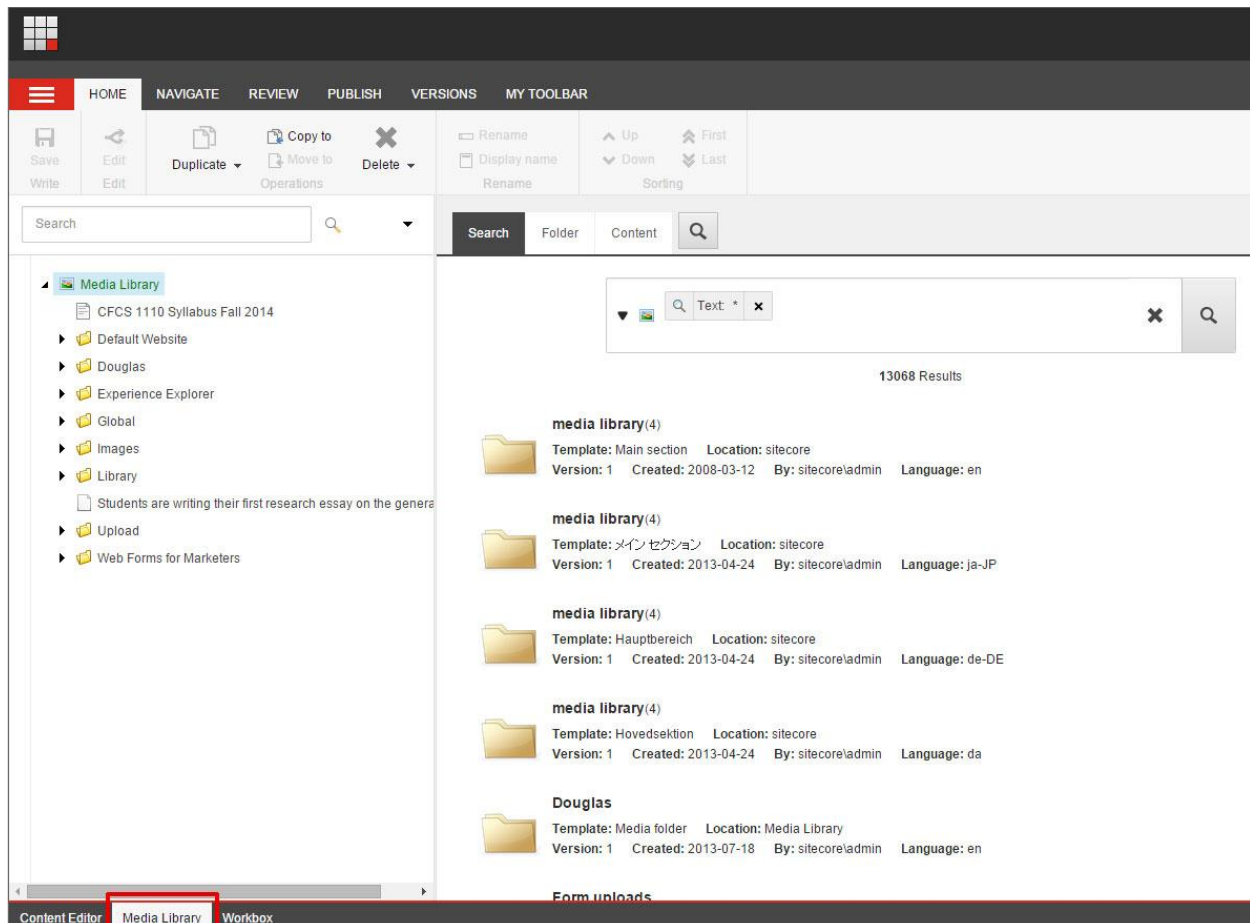 HOME NAVIGATE REVIEW PUBLISH VERSIONS MY TOOLBAR
Save
Write
Edit
Edit
Duplicate
Copy to
Move to
Delete
Operations
Rename
Display name
Rename
Up
First
Down
Last
Sorting
Search
Media Library
CFCS 1110 Syllabus Fall 2014
Default Website
Douglas
Experience Explorer
Global
Images
Library
Students are writing their first research essay on the genera
Upload
Web Forms for Marketers
Search Folder Content
Text: *
13068 Results
media library(4)
Template: Main section Location: sitecore
Version: 1 Created: 2008-03-12 By: sitecore\admin Language: en
media library(4)
Template: メイン セクション Location: sitecore
Version: 1 Created: 2013-04-24 By: sitecore\admin Language: ja-JP
media library(4)
Template: Hauptbereich Location: sitecore
Version: 1 Created: 2013-04-24 By: sitecore\admin Language: de-DE
media library(4)
Template: Hovedsektion Location: sitecore
Version: 1 Created: 2013-04-24 By: sitecore\admin Language: da
Douglas
Template: Media folder Location: Media Library
Version: 1 Created: 2013-07-18 By: sitecore\admin Language: en
Form uploads
Content Editor Media Library Workbox